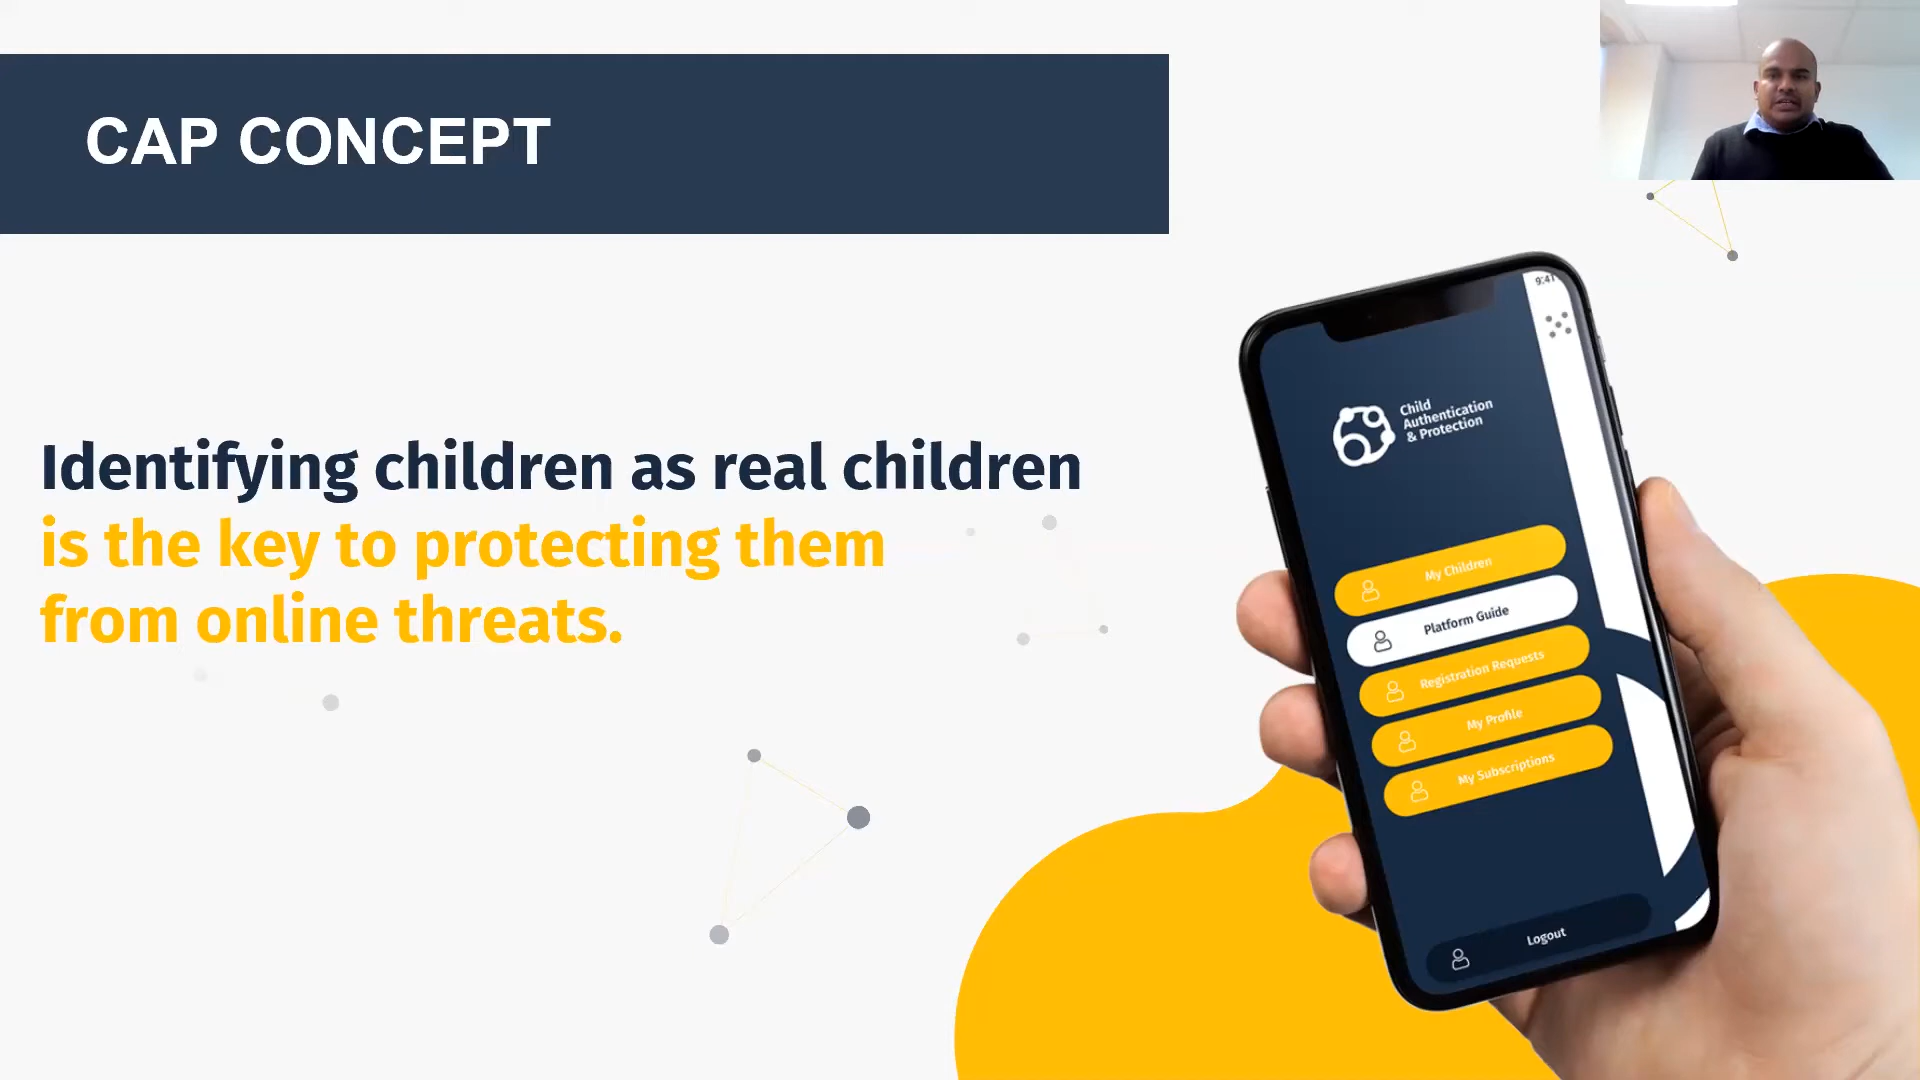 CAP CONCEPT
Identifying children as real children
is the key to protecting them
from online threats.
9:41
Child
Authentication
& Protection
My Children
Platform Guide
Registration Requests
My Profile
My Subscriptions
Logout